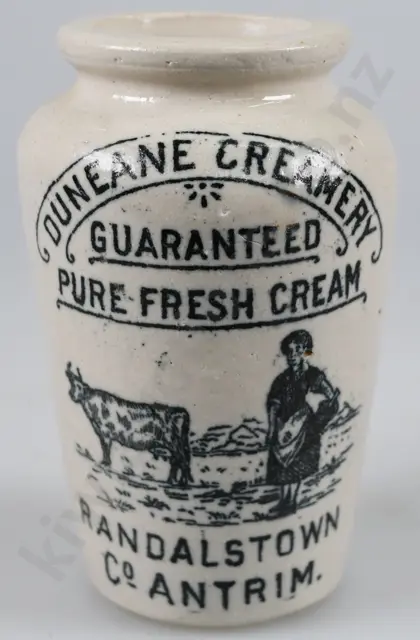 DUNEANE CREAMERY
GUARANTEED
PURE FRESH CREAM
RANDALSTOWN
Cº ANTRIM.